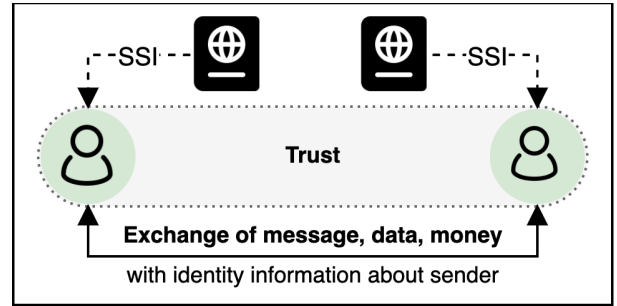 SSI
SSI
Trust
Exchange of message, data, money
with identity information about sender